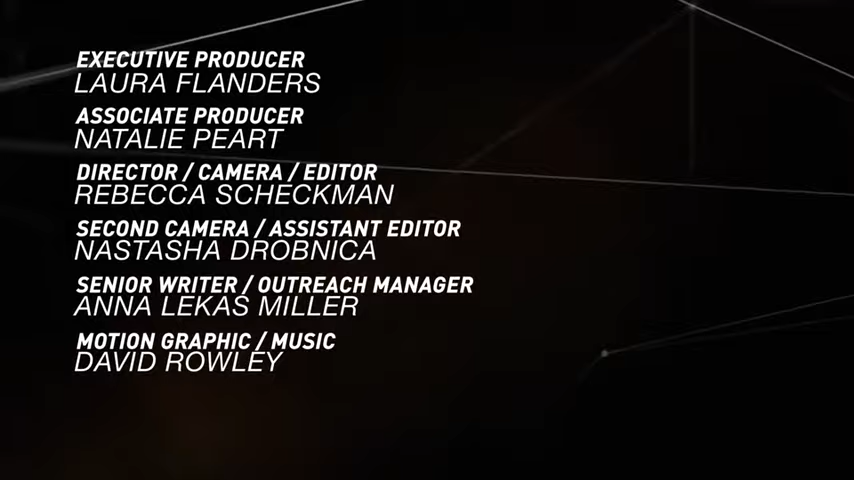 EXECUTIVE PRODUCER
LAURA FLANDERS
ASSOCIATE PRODUCER
NATALIE PEART
DIRECTOR / CAMERA / EDITOR
REBECCA SCHECKMAN
SECOND CAMERA / ASSISTANT EDITOR
NASTASHA DROBNICA
SENIOR WRITER / OUTREACH MANAGER
ANNA LEKAS MILLER
MOTION GRAPHIC / MUSIC
DAVID ROWLEY